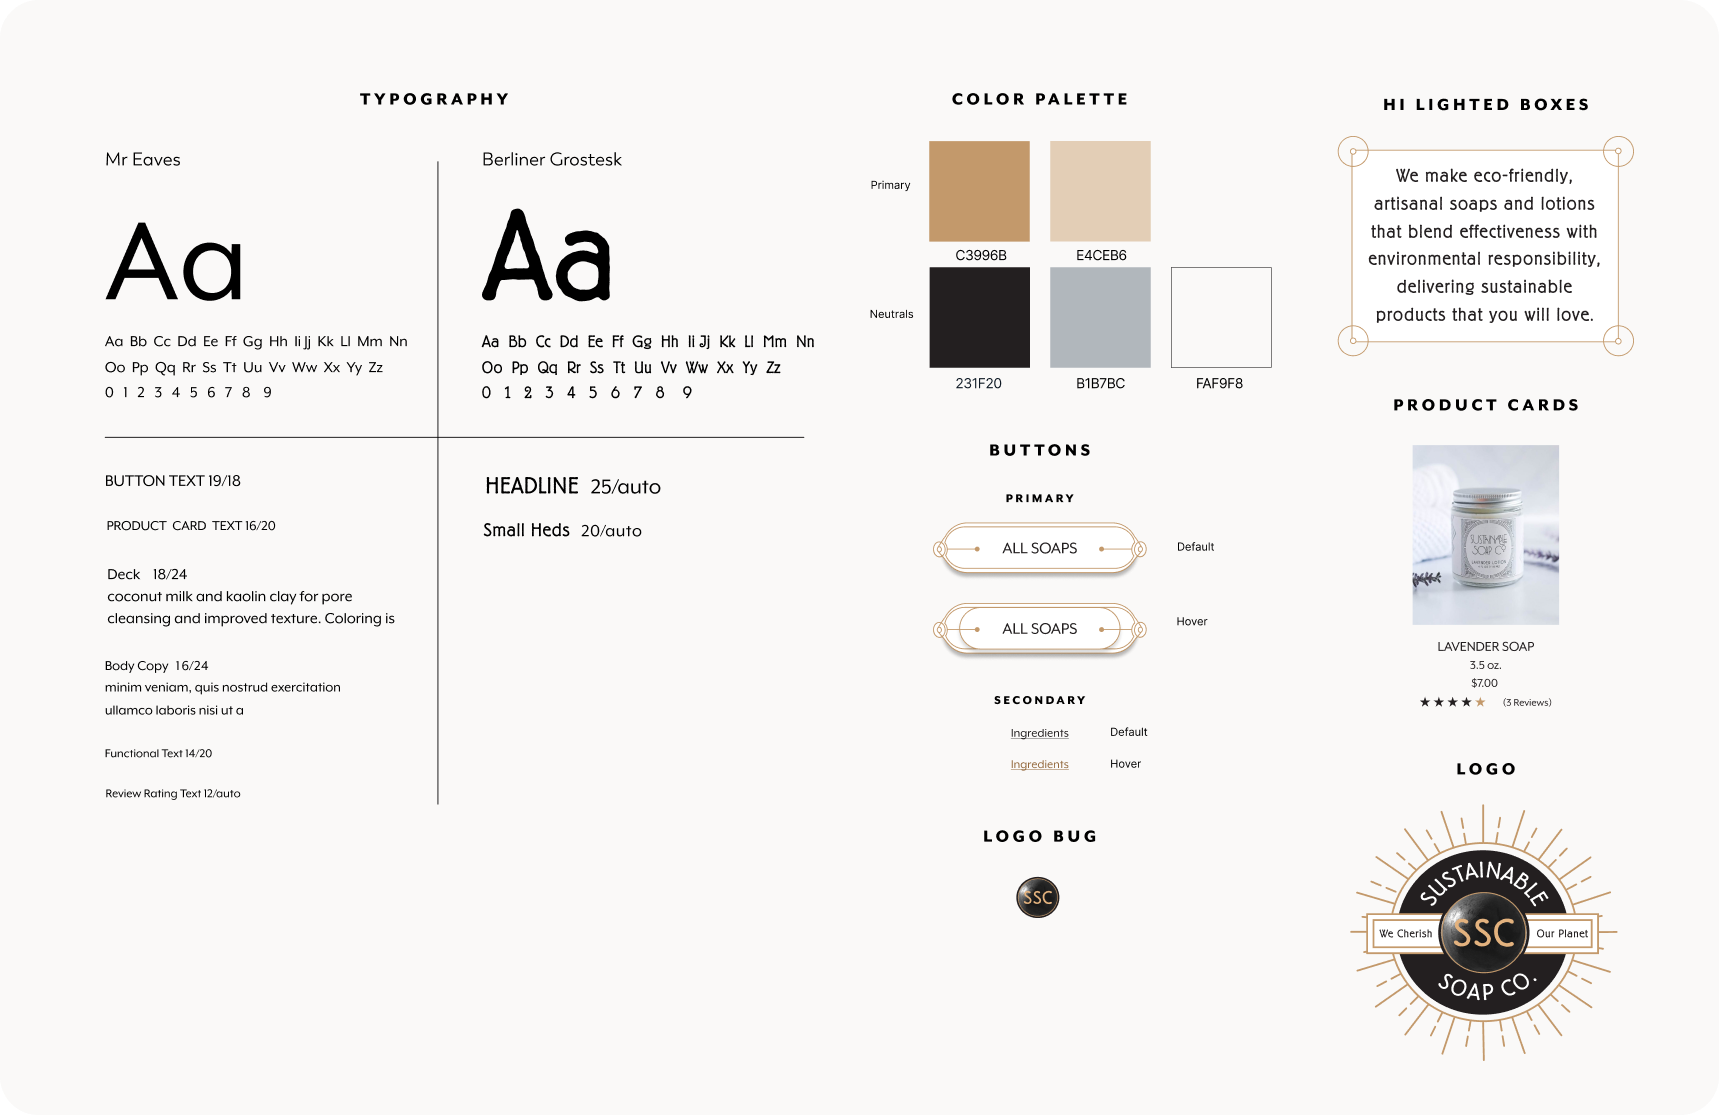 TYPOGRAPHY
Mr Eaves
Berliner Grostesk
Aa
Aa
Aa Bb Cc Dd Ee Ff Gg Hh Ii Jj Kk Ll Mm Nn
Oo Pp Qq Rr Ss Tt Uu Vv Ww Xx Yy Zz
0 1 2 3 4 5 6 7 8 9
Aa Bb Cc Dd Ee Ff Gg Hh Ii Jj Kk Ll Mm Nn
Oo Pp Qq Rr Ss Tt Uu Vv Ww Xx Yy Zz
0 1 2 3 4 5 6 7 8 9
BUTTON TEXT 19/18
PRODUCT CARD TEXT 16/20
Deck 18/24
coconut milk and kaolin clay for pore
cleansing and improved texture. Coloring is
Body Copy 16/24
minim veniam, quis nostrud exercitation
ullamco laboris nisi ut a
Functional Text 14/20
Review Rating Text 12/auto
HEADLINE 25/auto
Small Heds 20/auto
COLOR PALETTE
Primary
C3996B
E4CEB6
Neutrals
231F20
B1B7BC
FAF9F8
BUTTONS
PRIMARY
ALL SOAPS
Default
ALL SOAPS
Hover
SECONDARY
Ingredients
Default
Ingredients
Hover
LOGO BUG
SSC
HI LIGHTED BOXES
We make eco-friendly,
artisanal soaps and lotions
that blend effectiveness with
environmental responsibility,
delivering sustainable
products that you will love.
PRODUCT CARDS
SUSTAINABLE
SOAP CO
LAVENDER LOTION
LAVENDER SOAP
3.5 oz.
$7.00
(3 Reviews)
LOGO
SUSTAINABLE
We Cherish
SSC
Our Planet
SOAP CO.